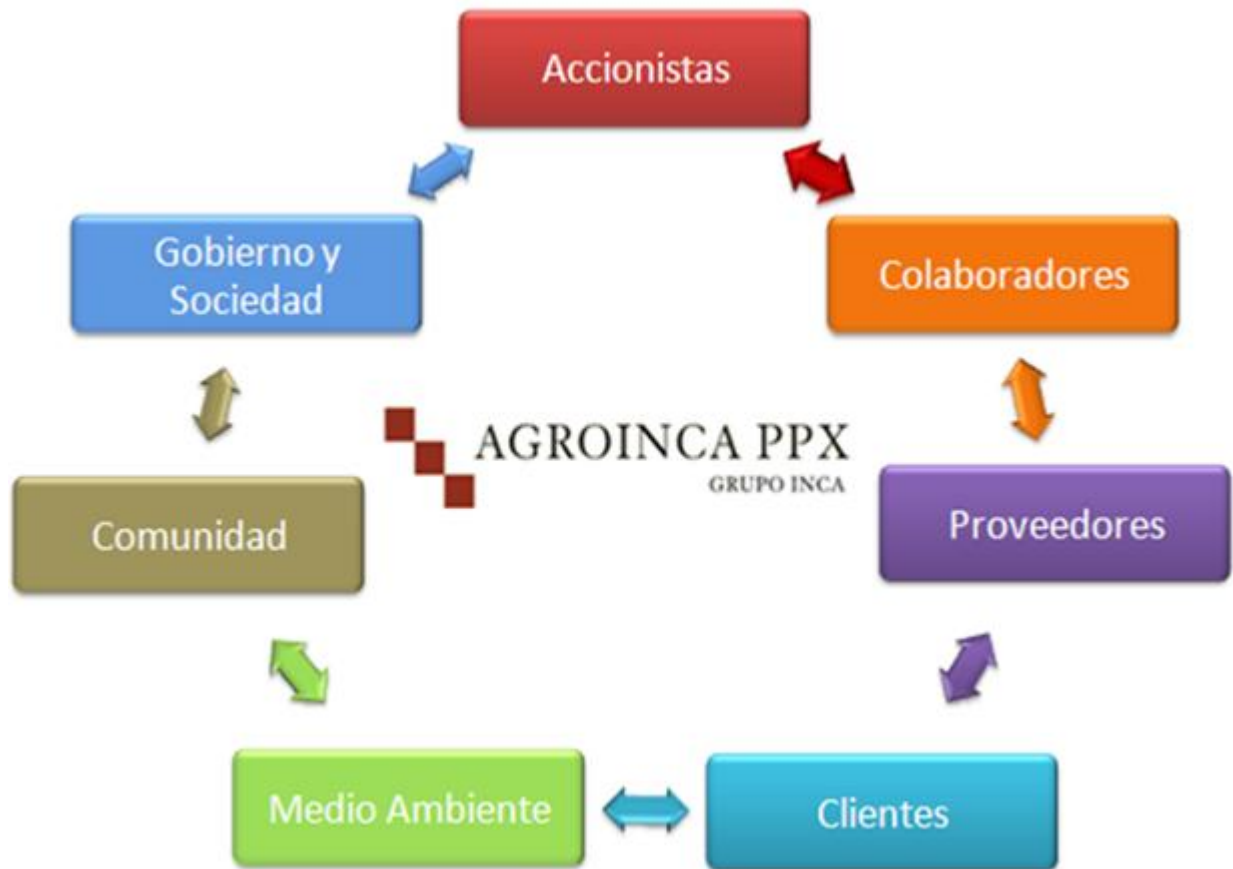 Accionistas
Gobierno y
Sociedad
Colaboradores
AGROINCA PPX
GRUPO INCA
Comunidad
Proveedores
Medio Ambiente
Clientes